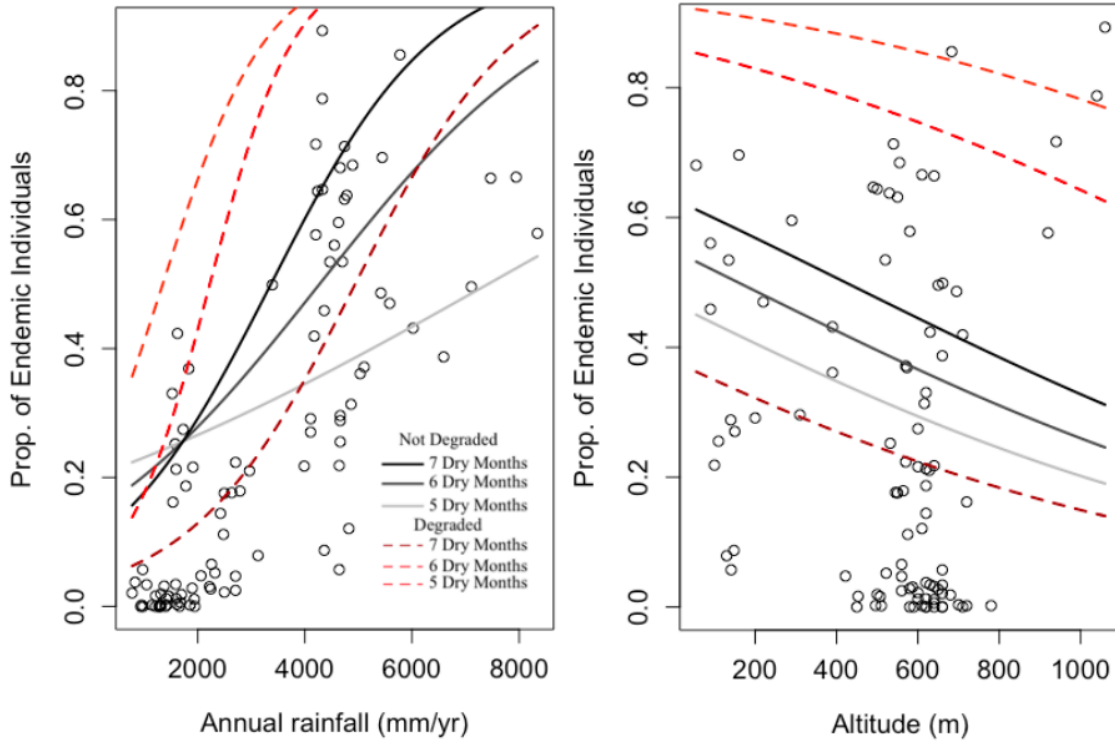 Prop. of Endemic Individuals
0.8
0.6
0.4
0.2
0.0
Not Degraded
7 Dry Months
6 Dry Months
5 Dry Months
Degraded
7 Dry Months
6 Dry Months
5 Dry Months
2000 4000 6000 8000
Annual rainfall (mm/yr)
Prop. of Endemic Individuals
0.8
0.6
0.4
0.2
0.0
200 400 600 800 1000
Altitude (m)